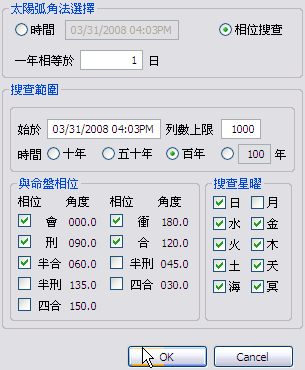 太陽弧角法選擇
時間 03/31/2008 04:03PM 相位搜查
一年相等於 1 日
搜查範圍
始於 03/31/2008 04:03PM 列數上限 1000
時間 十年 五十年 百年 100 年
與命盤相位
相位 角度 相位 角度
會 000.0 衝 180.0
刑 090.0 合 120.0
半合 060.0 半刑 045.0
半刑 135.0 四合 030.0
四合 150.0
搜查星曜
日 月
水 金
火 木
土 天
海 冥
OK Cancel